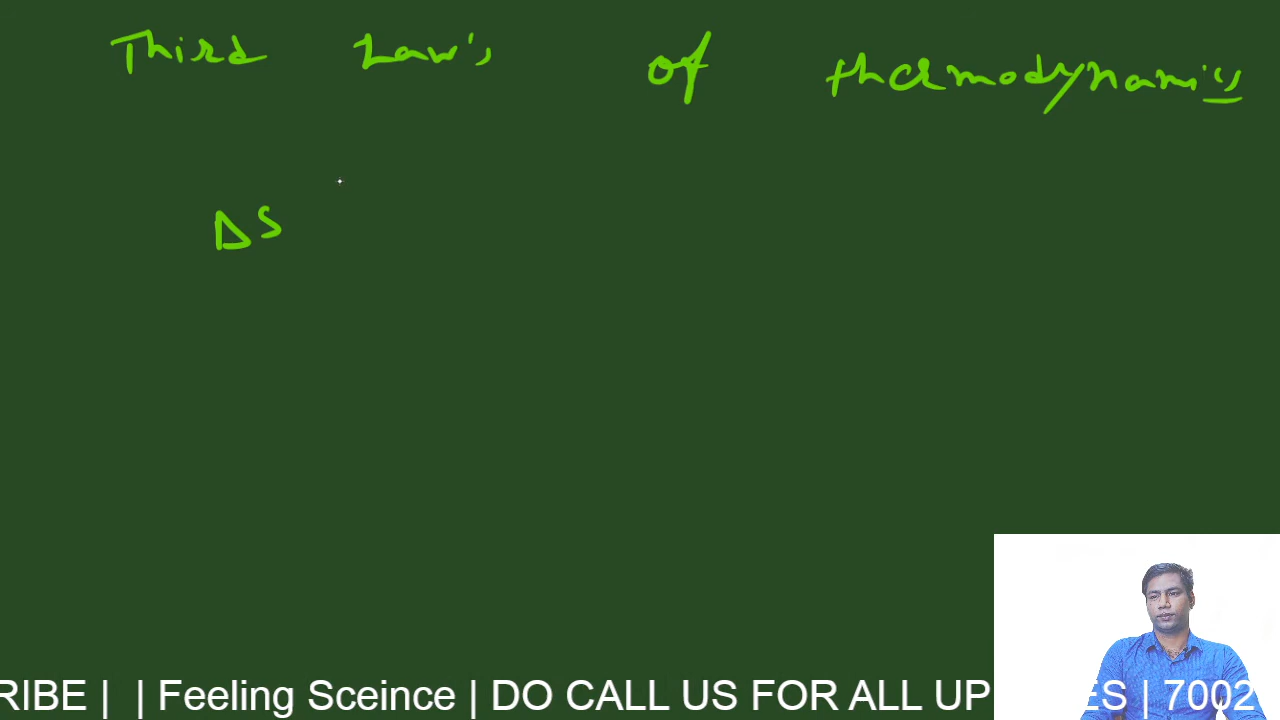 Third Law's of thermodynamics
ΔS
RIBE | | Feeling Sceince | DO CALL US FOR ALL UP ES | 7002